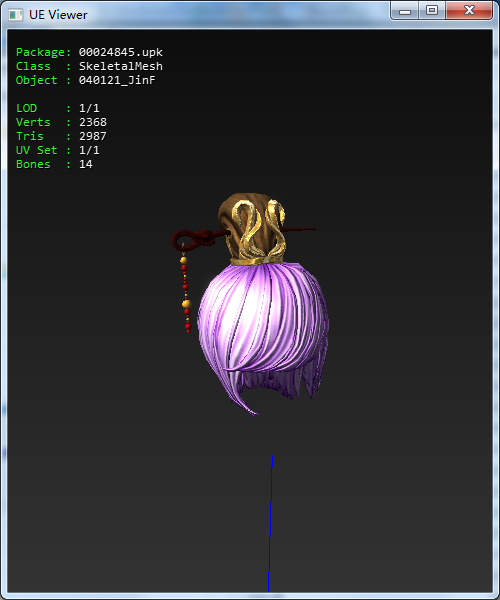 UE Viewer
Package: 00024845.upk
Class  : SkeletalMesh
Object : 040121_JinF
LOD    : 1/1
Verts  : 2368
Tris   : 2987
UV Set : 1/1
Bones  : 14